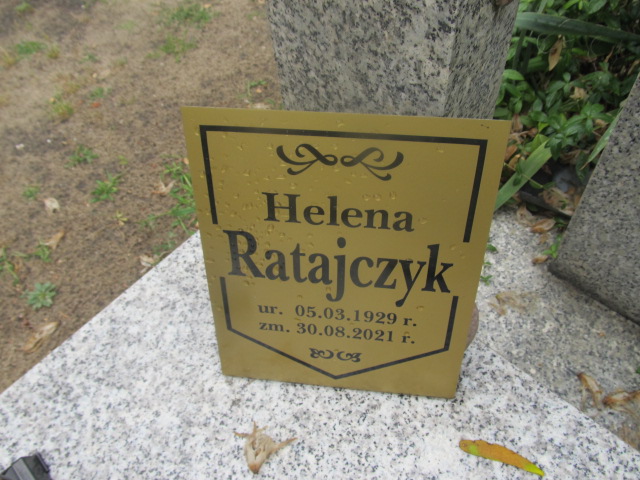 Helena
Ratajczyk
ur. 05.03.1929 r.
zm. 30.08.2021 r.